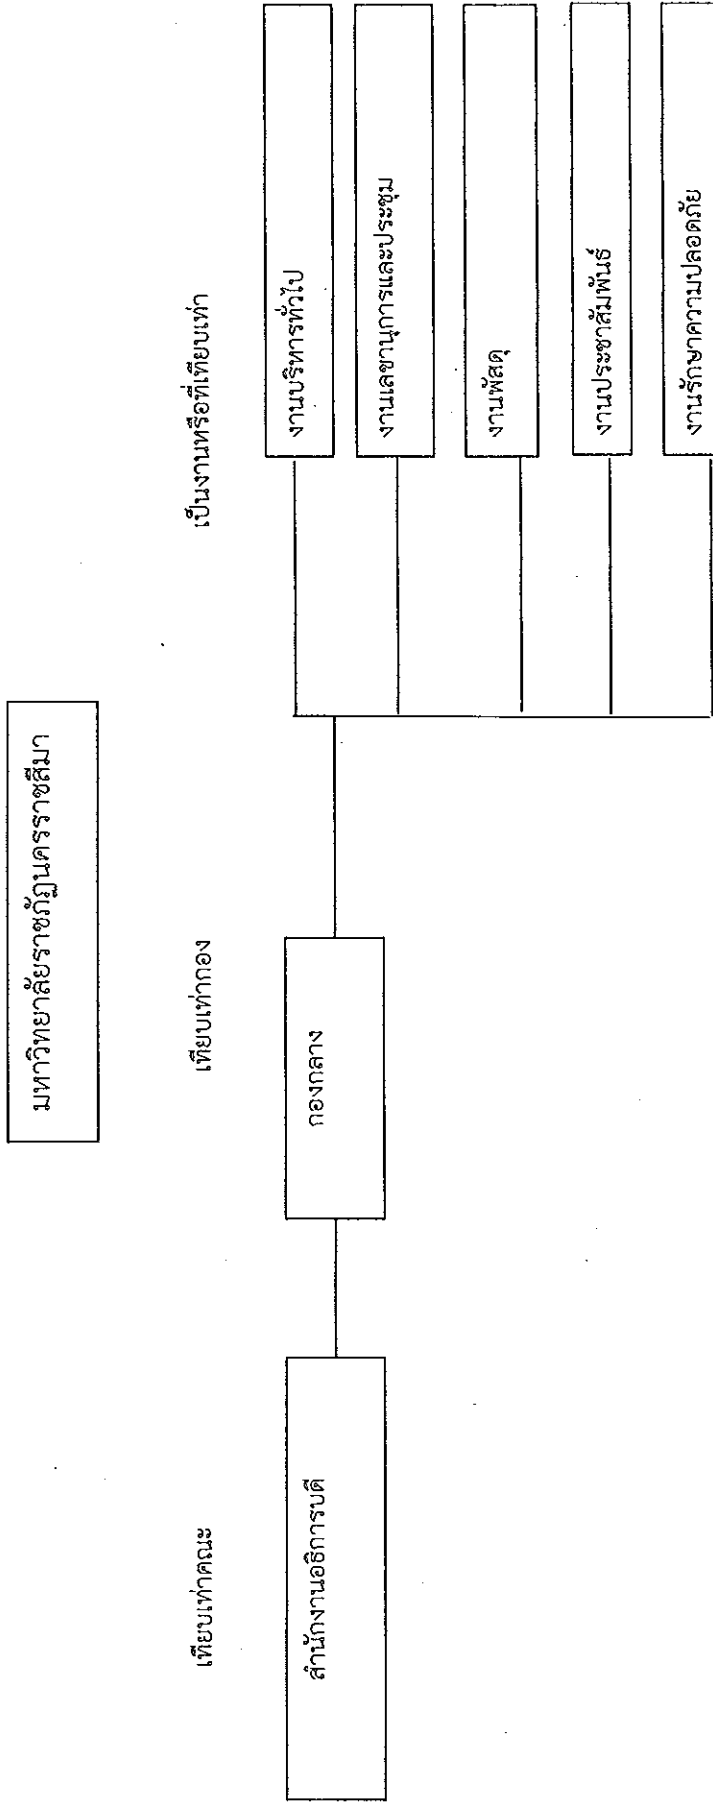 มหาวิทยาลัยราชภัฏนครราชสีมา
เทียบเท่าคณะ
เทียบเท่ากอง
เป็นงานหรือที่เทียบเท่า
สำนักงานอธิการบดี
กองกลาง
งานบริหารทั่วไป
งานเลขานุการและประชุม
งานพัสดุ
งานประชาสัมพันธ์
งานรักษาความปลอดภัย